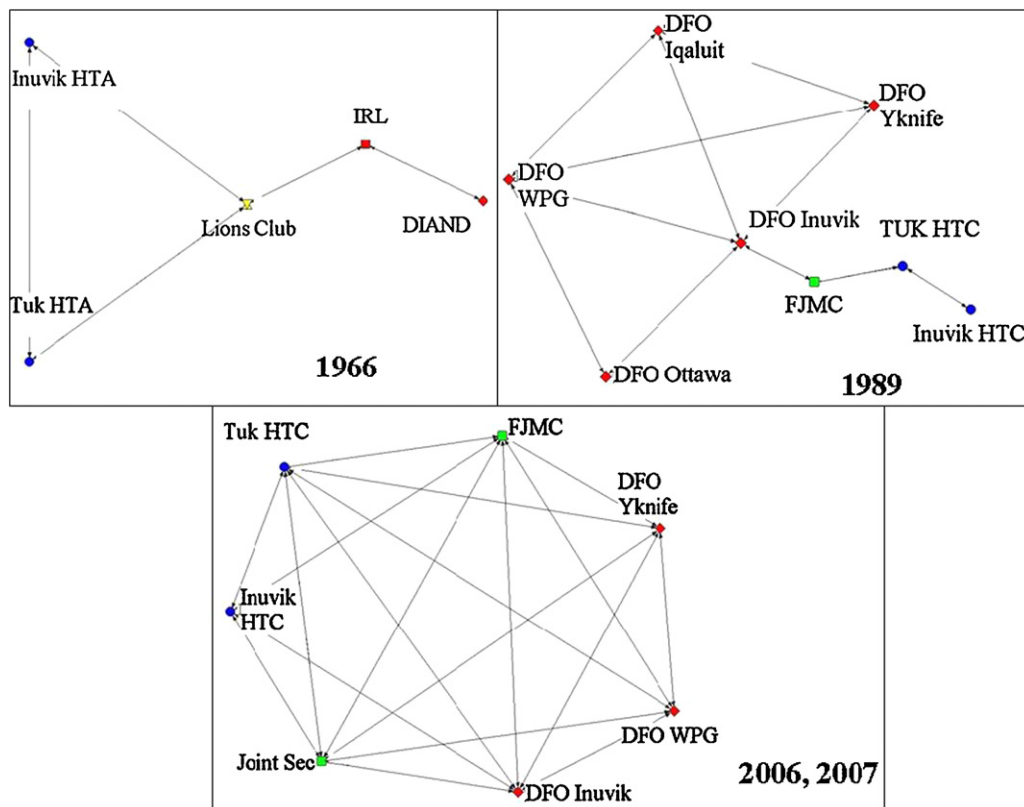 Inuvik HTA
IRL
Lions Club
DIAND
Tuk HTA
1966
DFO
Iqaluit
DFO
Yknife
DFO
WPG
DFO Inuvik
TUK HTC
FJMC
Inuvik HTC
DFO Ottawa
1989
Tuk HTC
FJMC
DFO
Yknife
Inuvik
HTC
DFO WPG
Joint Sec
DFO Inuvik
2006, 2007